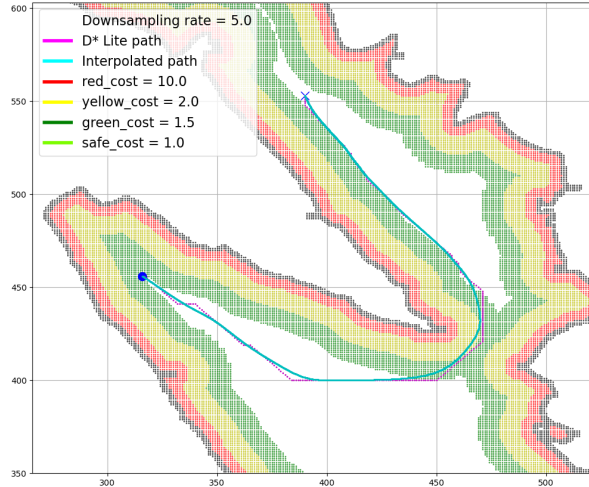 600
550
500
450
400
350
Downsampling rate = 5.0
D* Lite path
Interpolated path
red_cost = 10.0
yellow_cost = 2.0
green_cost = 1.5
safe_cost = 1.0
300
350
400
450
500